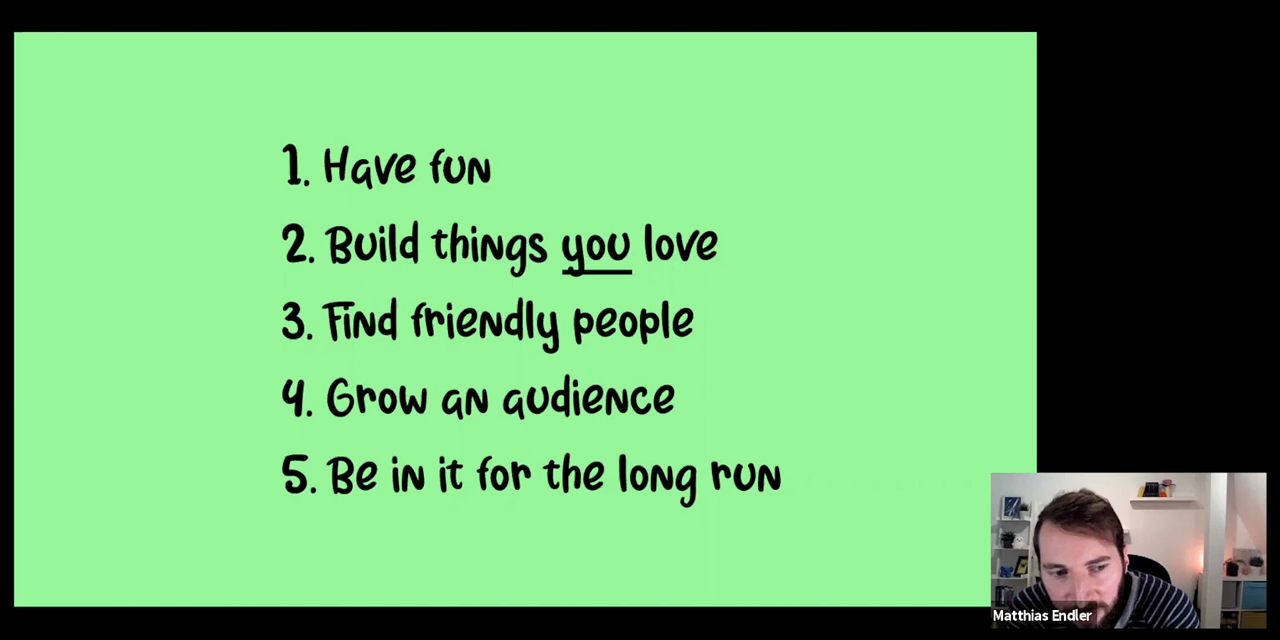 1. Have fun
2. Build things you love
3. Find friendly people
4. Grow an audience
5. Be in it for the long run
Matthias Endler